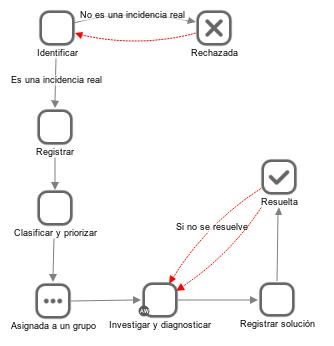 No es una incidencia real
Identificar
Rechazada
Es una incidencia real
Registrar
Resuelta
Clasificar y priorizar
Si no se resuelve
Asignada a un grupo
Investigar y diagnosticar
Registrar solución